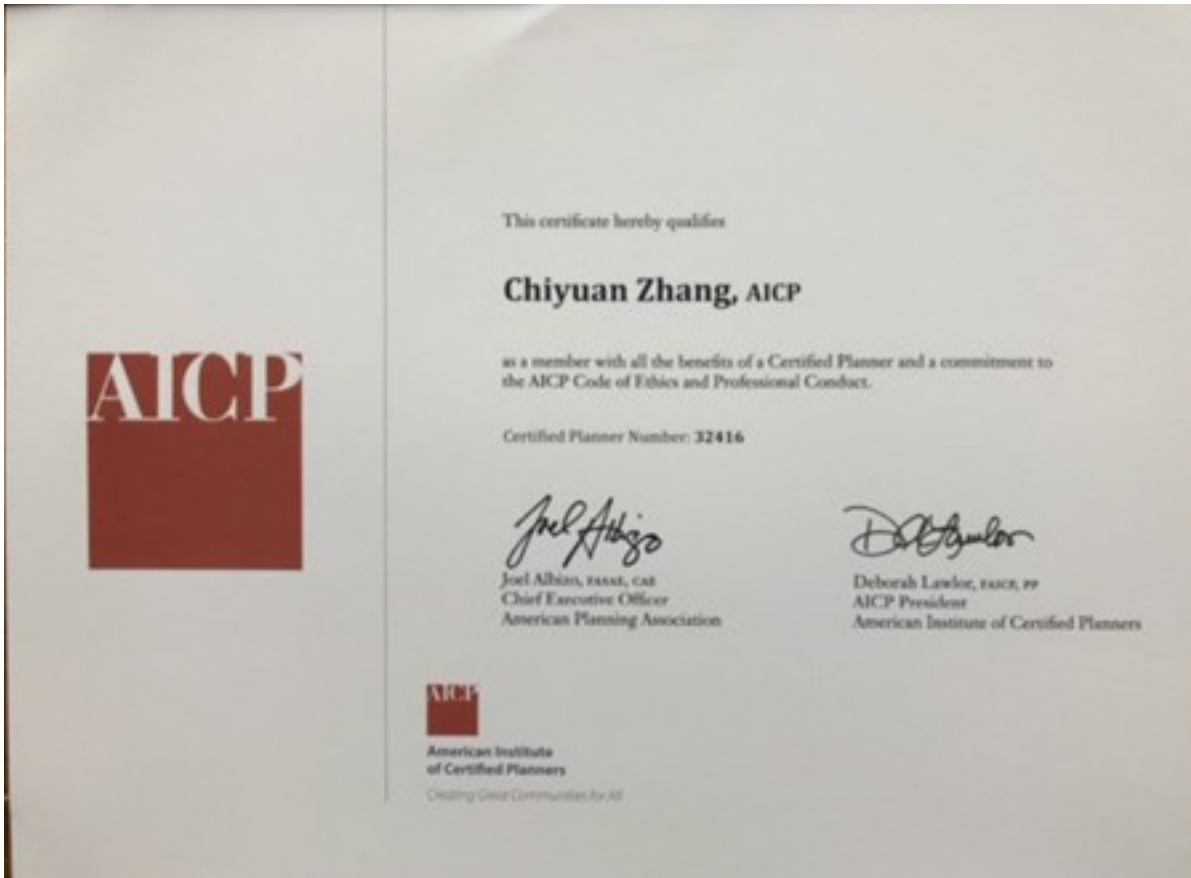 AICP
This certificate hereby qualifies
Chiyuan Zhang, AICP
as a member with all the benefits of a Certified Planner and a commitment to
the AICP Code of Ethics and Professional Conduct.
Certified Planner Number: 32416
Joel Albizo
Joel Albizo, FASAE, CAE
Chief Executive Officer
American Planning Association
Deborah Lawlor, FAICP, PP
AICP President
American Institute of Certified Planners
AICP
American Institute
of Certified Planners
Creating Great Communities for All